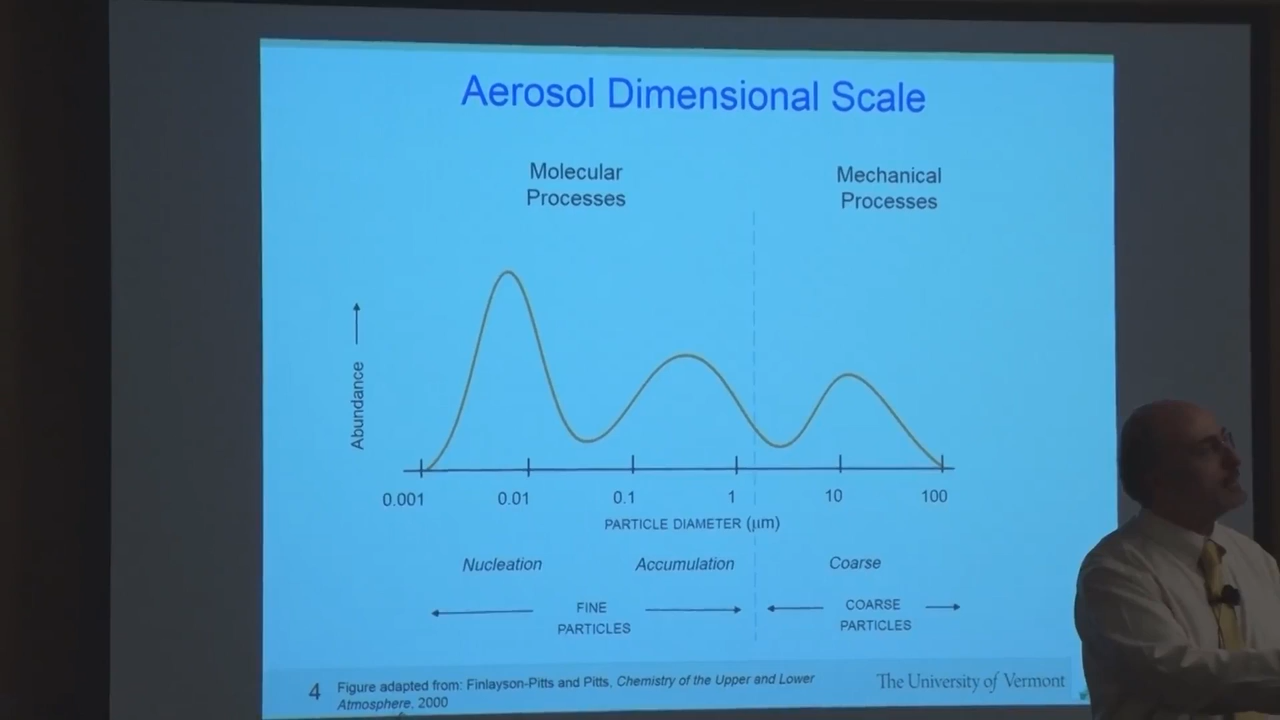 Aerosol Dimensional Scale
Molecular
Processes
Mechanical
Processes
Abundance
0.001
0.01
0.1
1
10
100
PARTICLE DIAMETER (μm)
Nucleation
Accumulation
Coarse
FINE
PARTICLES
COARSE
PARTICLES
4
Figure adapted from: Finlayson-Pitts and Pitts, Chemistry of the Upper and Lower
Atmosphere, 2000
The University of Vermont